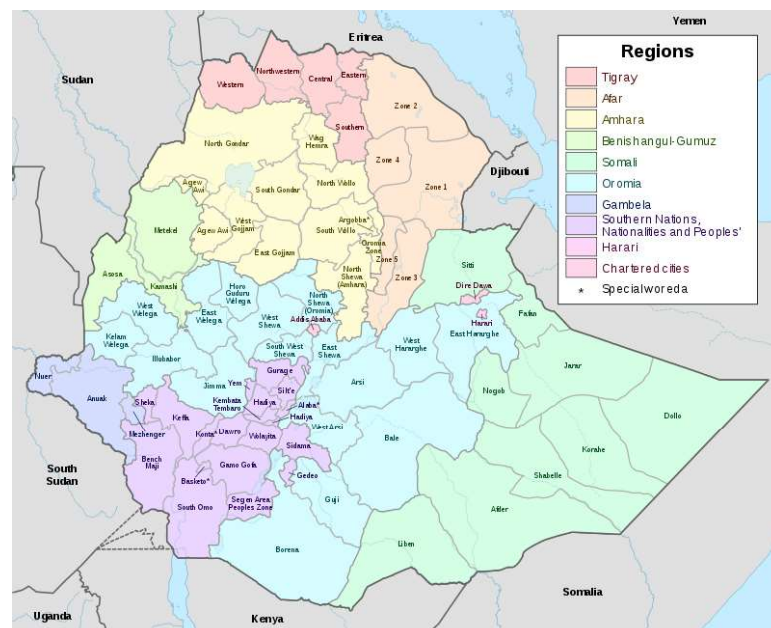 Yemen
Eritrea
Sudan
Djibouti
South
Sudan
Uganda
Kenya
Somalia
Regions
Tigray
Afar
Amhara
Benishangul-Gumuz
Somali
Oromia
Gambela
Southern Nations,
Nationalities and Peoples'
Harari
Chartered cities
* Special woreda
Western
Northwestern
Central
Eastern
Southern
Zone 2
Zone 4
Zone 1
Zone 5
Zone 3
North Gondar
Wag
Hemra
Agew
Awi
South Gondar
North Wollo
Agew Awi
West
Gojjam
East Gojjam
Argobba*
South Wollo
Oromia
Zone
North
Shewa
(Amhara)
Metekel
Asosa
Kamashi
Sitti
Dire Dawa
Harari
Fafan
Jarar
Nogob
Dollo
Korahe
Shabelle
Afder
Liben
West
Welega
Kelam
Welega
East
Welega
Horo
Guduru
Welega
West
Shewa
North
Shewa
(Oromia)
Addis Ababa
South West
Shewa
East
Shewa
Illubabor
Jimma
Arsi
West
Hararghe
East Hararghe
West Arsi
Bale
Guji
Borena
Nuer
Anuak
Mezhenger
Sheka
Keffa
Bench
Maji
Yem
Gurage
Silt'e
Hadiya
Kembata
Tembaro
Alaba*
Hadiya
Konta*
Dawro
Wolajita
Sidama
Gedeo
Gamo Gofa
Basketo*
South Omo
Segen Area
Peoples Zone